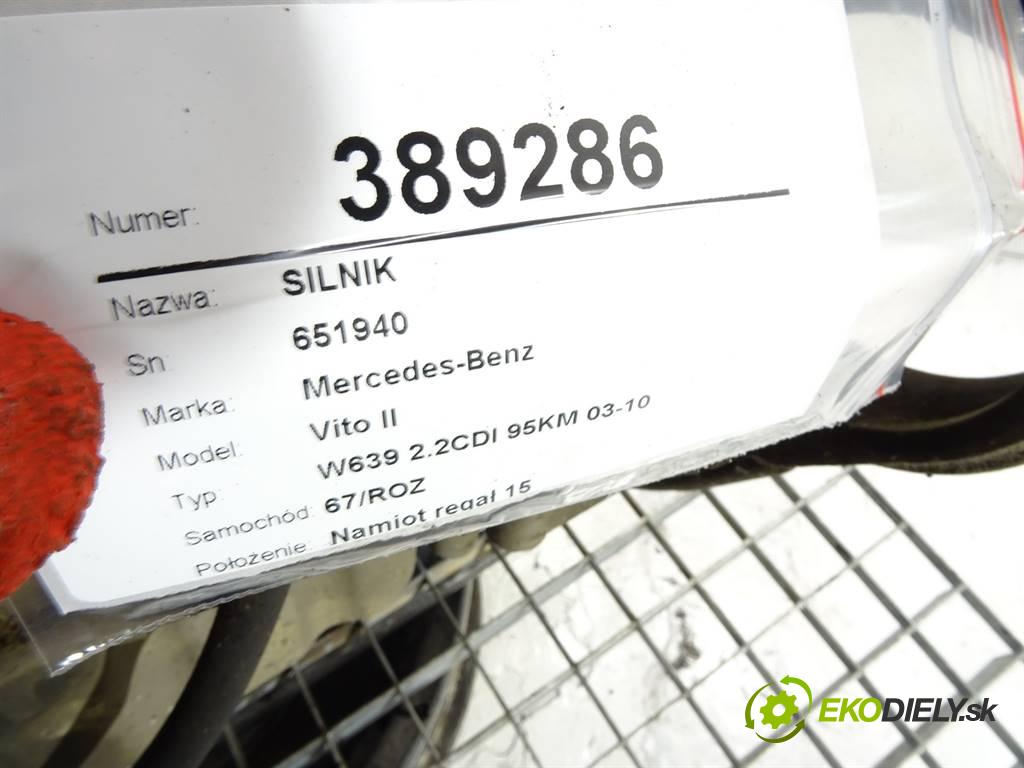 Numer: 389286
Nazwa: SILNIK
Sn 651940
Marka: Mercedes-Benz
Model: Vito II
Typ W639 2.2CDI 95KM 03-10
Samochód: 67/ROZ
Położenie: Namiot regał 15
EKODIELY.sk